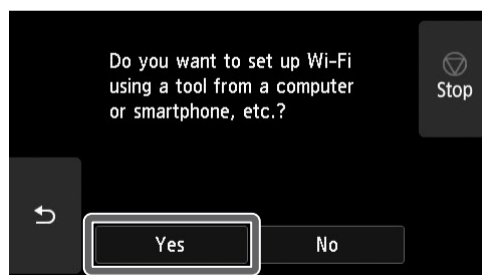 Do you want to set up Wi-Fi
using a tool from a computer
or smartphone, etc.?
Stop
Yes
No